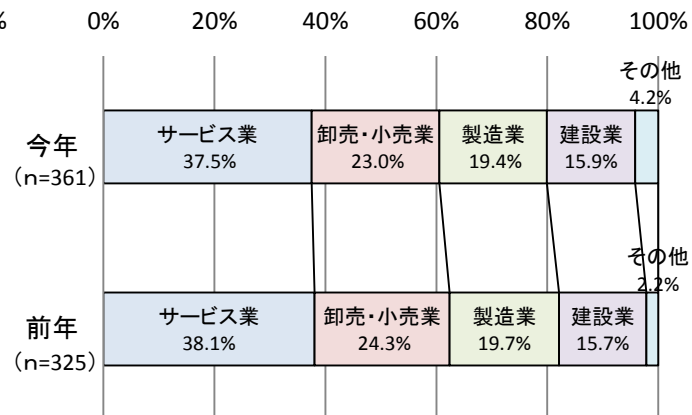 %
0% 20% 40% 60% 80% 100%
その他
4.2%
今年
(n=361)
サービス業 卸売・小売業 製造業 建設業
37.5% 23.0% 19.4% 15.9%
その他
2.2%
前年
(n=325)
サービス業 卸売・小売業 製造業 建設業
38.1% 24.3% 19.7% 15.7%